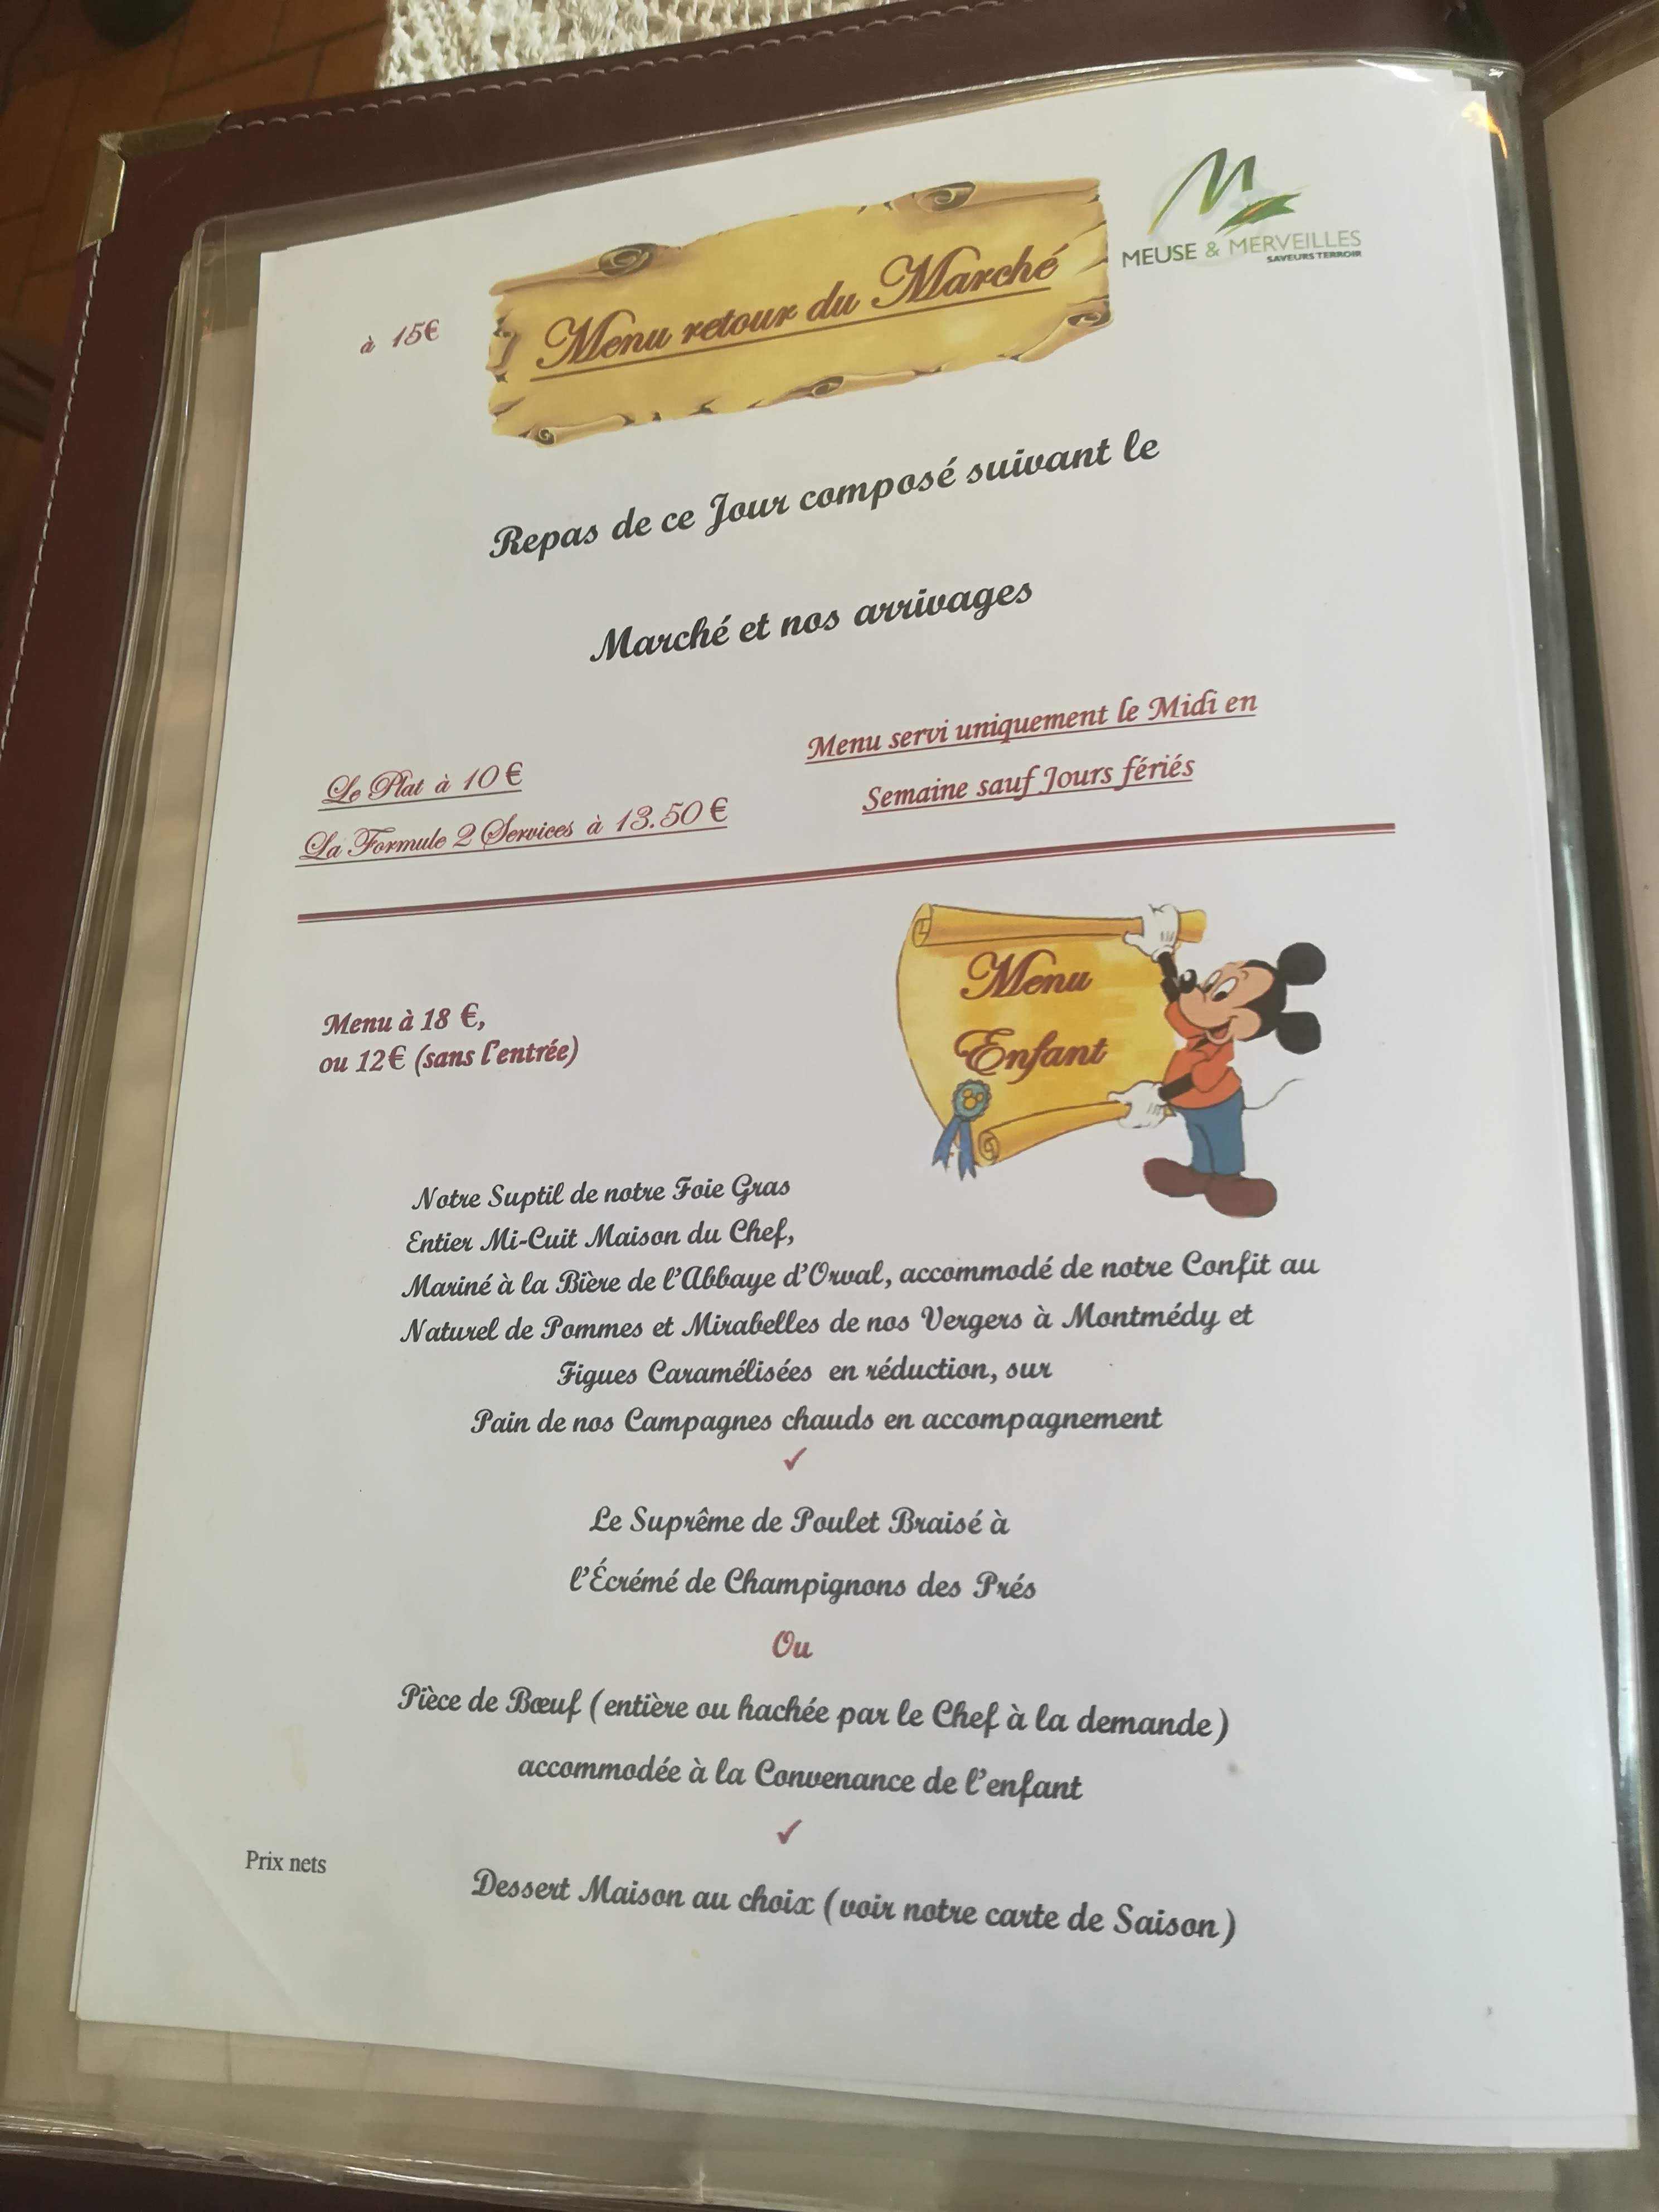 MEUSE & MERVEILLES
SAVEURS TERROIR
à 15€
Menu retour du Marché
Repas de ce Jour composé suivant le
Marché et nos arrivages
Menu servi uniquement le Midi en
Semaine sauf Jours fériés
Le Plat à 10 €
La Formule 2 Services à 13.50 €
Menu
Enfant
Menu à 18 €,
ou 12€ (sans l'entrée)
Notre Suptil de notre Foie Gras
Entier Mi-Cuit Maison du Chef,
Mariné à la Bière de l'Abbaye d'Orval, accommodé de notre Confit au
Naturel de Pommes et Mirabelles de nos Vergers à Montmédy et
Figues Caramélisées en réduction, sur
Pain de nos Campagnes chauds en accompagnement
✓
Le Suprême de Poulet Braisé à
l'Écrémé de Champignons des Prés
Ou
Pièce de Bœuf (entière ou hachée par le Chef à la demande)
accommodée à la Convenance de l'enfant
✓
Prix nets
Dessert Maison au choix (voir notre carte de Saison)